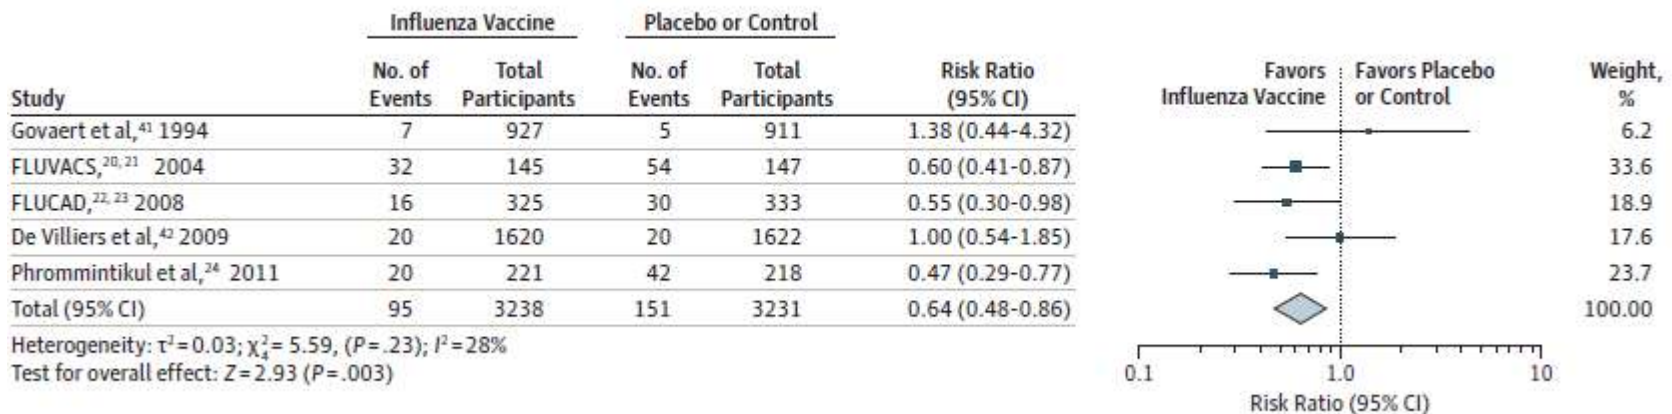 Influenza Vaccine Placebo or Control
No. of Total No. of Total Risk Ratio Favors Favors Placebo Weight,
Study Events Participants Events Participants (95% CI) Influenza Vaccine or Control %
Govaert et al,⁴¹ 1994 7 927 5 911 1.38 (0.44-4.32) 6.2
FLUVACS,²⁰,²¹ 2004 32 145 54 147 0.60 (0.41-0.87) 33.6
FLUCAD,²²,²³ 2008 16 325 30 333 0.55 (0.30-0.98) 18.9
De Villiers et al,⁴² 2009 20 1620 20 1622 1.00 (0.54-1.85) 17.6
Phrommintikul et al,²⁴ 2011 20 221 42 218 0.47 (0.29-0.77) 23.7
Total (95% CI) 95 3238 151 3231 0.64 (0.48-0.86) 100.00
Heterogeneity: τ²=0.03; χ²₄=5.59, (P=.23); I²=28%
Test for overall effect: Z=2.93 (P=.003)
0.1 1.0 10
Risk Ratio (95% CI)